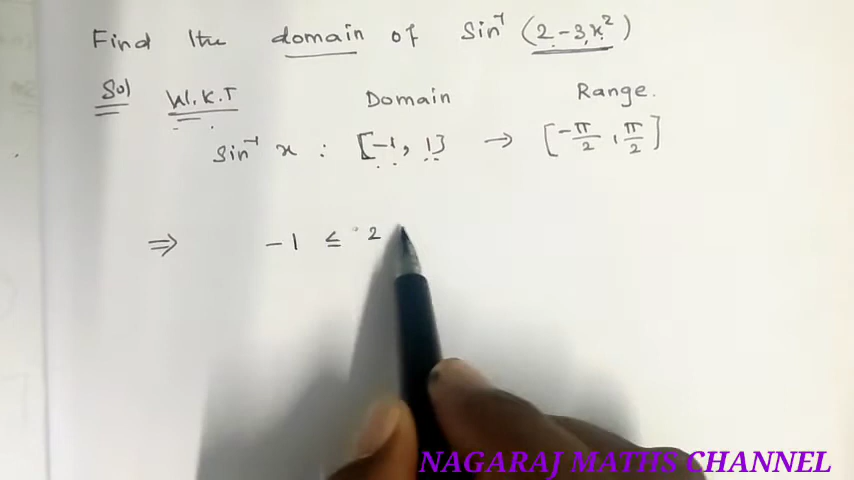 Find the domain of Sin⁻¹ (2-3x²)
Sol W.K.T Domain Range.
Sin⁻¹ x : [-1, 1] → [-π/2, π/2]
⇒ -1 ≤ 2
NAGARAJ MATHS CHANNEL